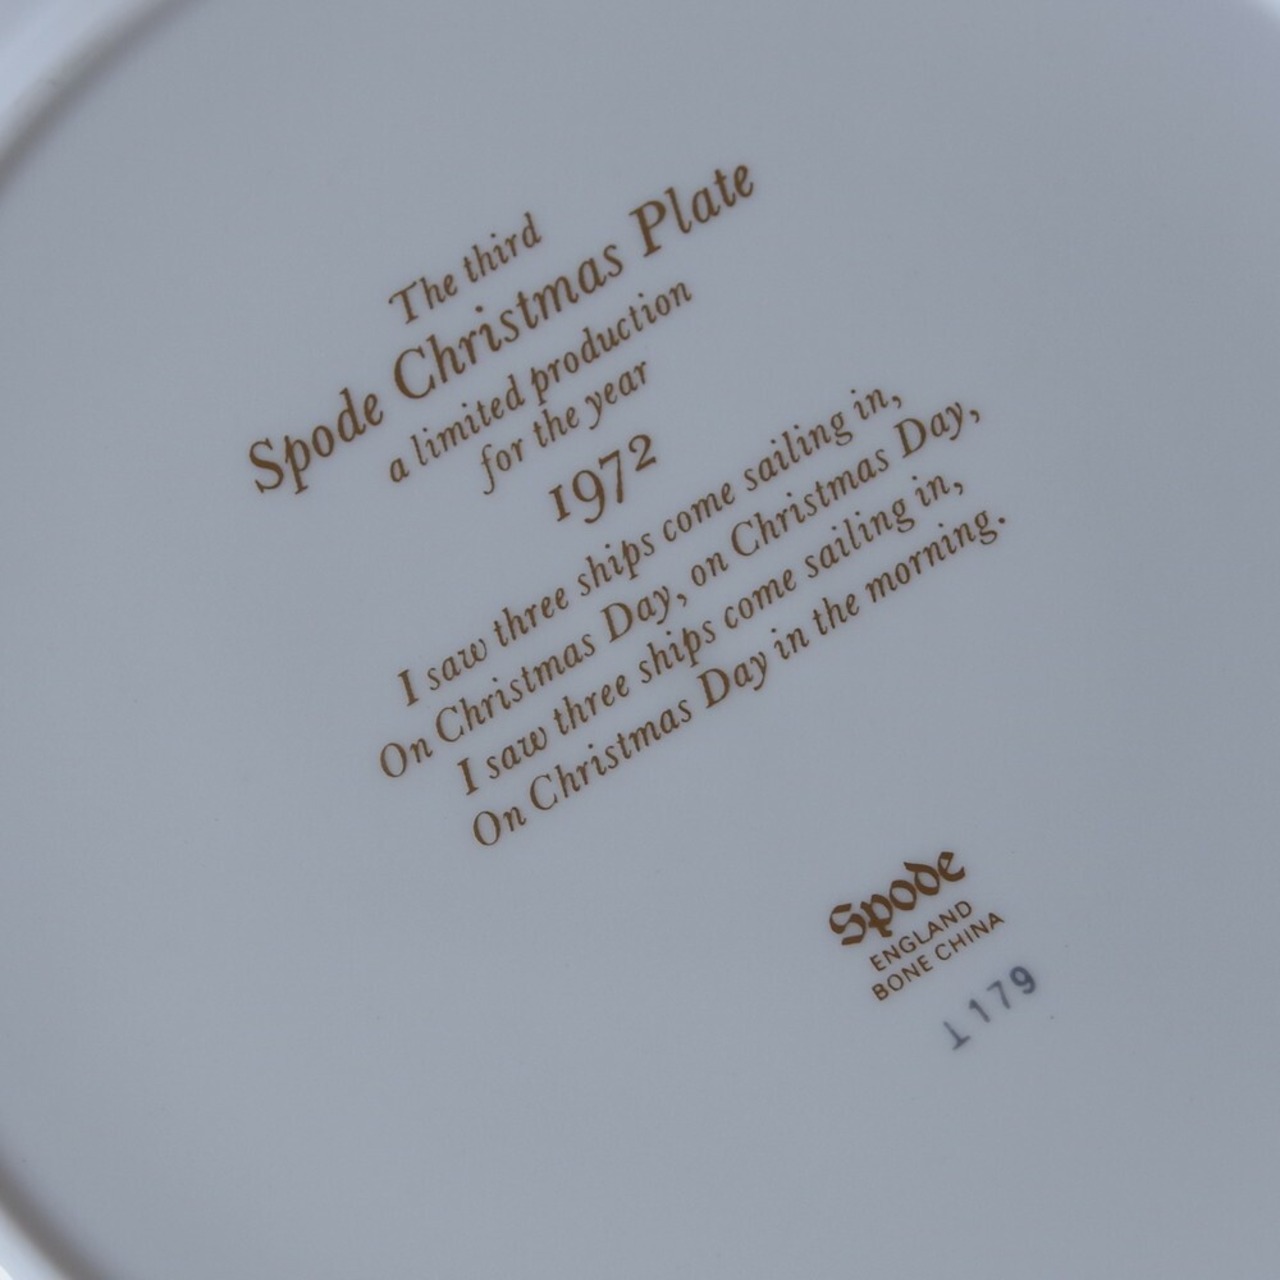 The third
Spode Christmas Plate
a limited production
for the year
1972
I saw three ships come sailing in,
On Christmas Day, on Christmas Day,
I saw three ships come sailing in,
On Christmas Day in the morning.
Spode
ENGLAND
BONE CHINA
1179